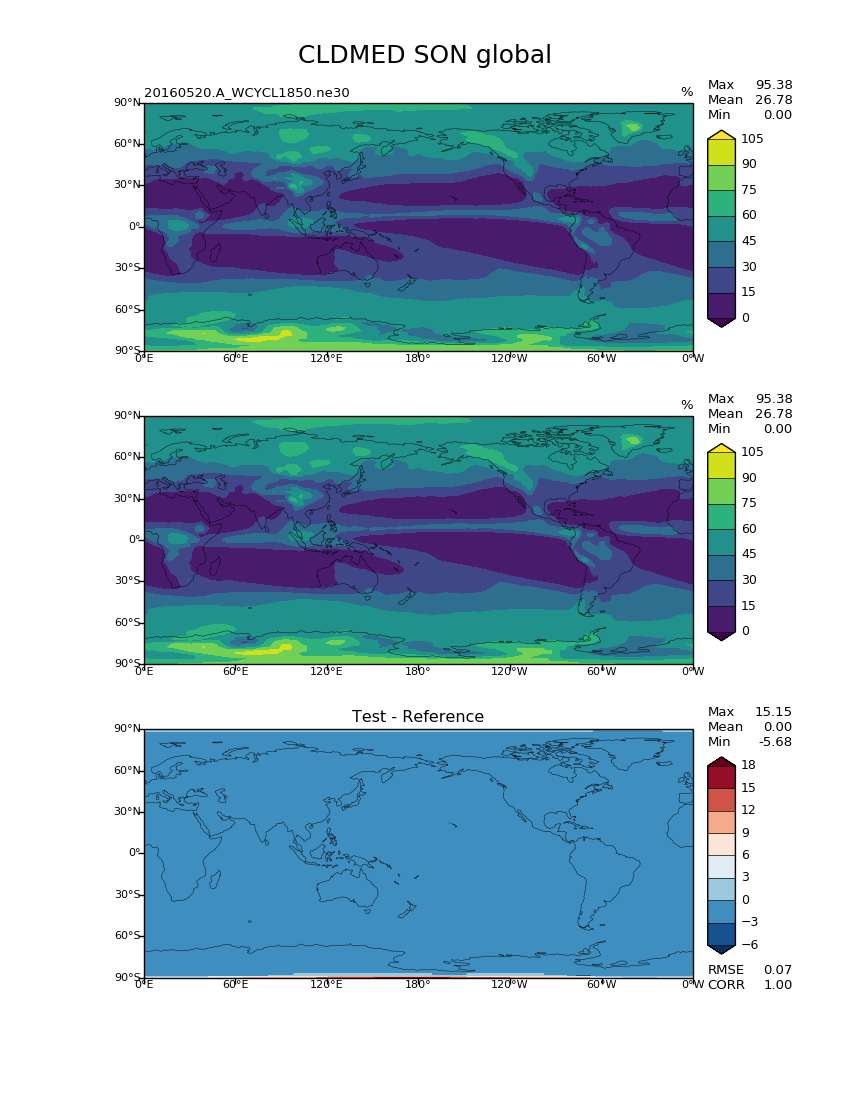 CLDMED SON global
20160520.A_WCYCL1850.ne30
%
Max 95.38
Mean 26.78
Min 0.00
90°N
60°N
30°N
0°
30°S
60°S
90°S
0°E 60°E 120°E 180° 120°W 60°W 0°W
105
90
75
60
45
30
15
0
%
Max 95.38
Mean 26.78
Min 0.00
90°N
60°N
30°N
0°
30°S
60°S
90°S
0°E 60°E 120°E 180° 120°W 60°W 0°W
105
90
75
60
45
30
15
0
Test - Reference
Max 15.15
Mean 0.00
Min -5.68
90°N
60°N
30°N
0°
30°S
60°S
90°S
0°E 60°E 120°E 180° 120°W 60°W 0°W
18
15
12
9
6
3
0
−3
−6
RMSE 0.07
CORR 1.00